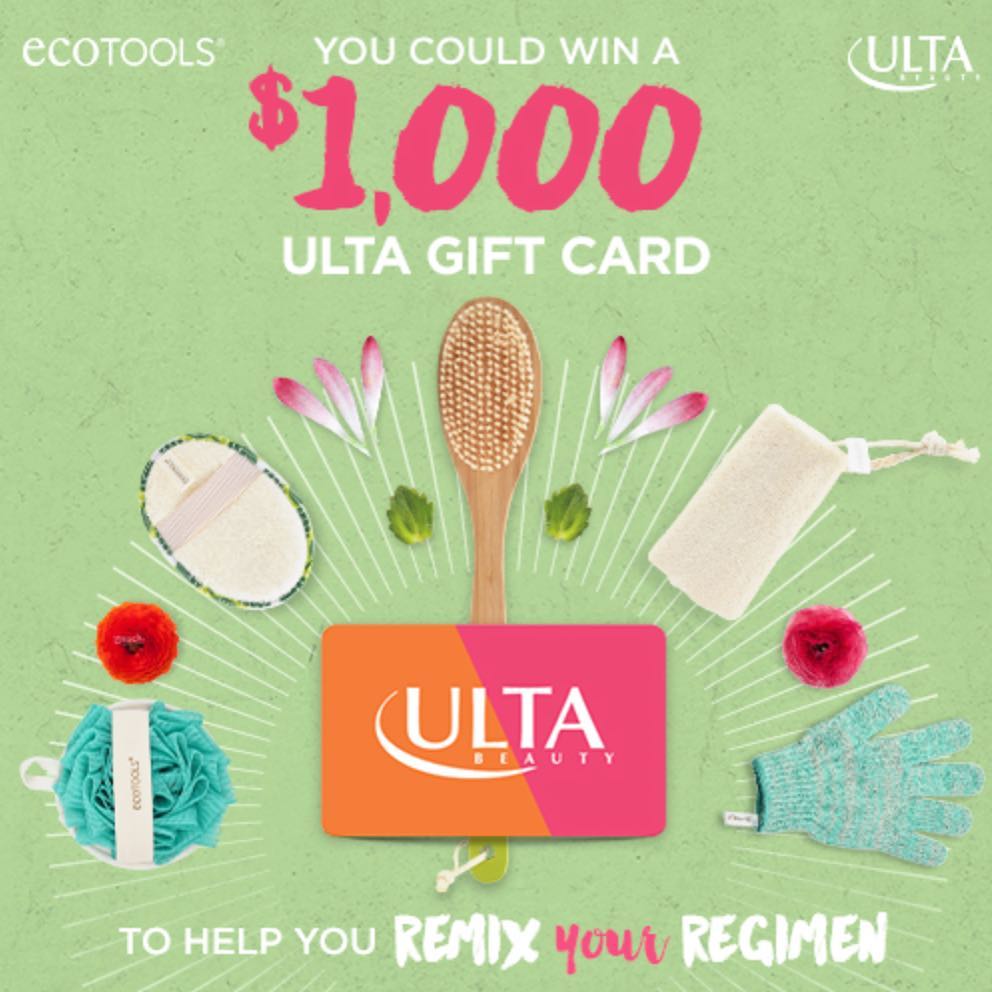 ecoTOOLS®
YOU COULD WIN A
ULTA
BEAUTY
$1,000
ULTA GIFT CARD
ULTA
BEAUTY
ecoTOOLS®
TO HELP YOU REMIX your REGIMEN